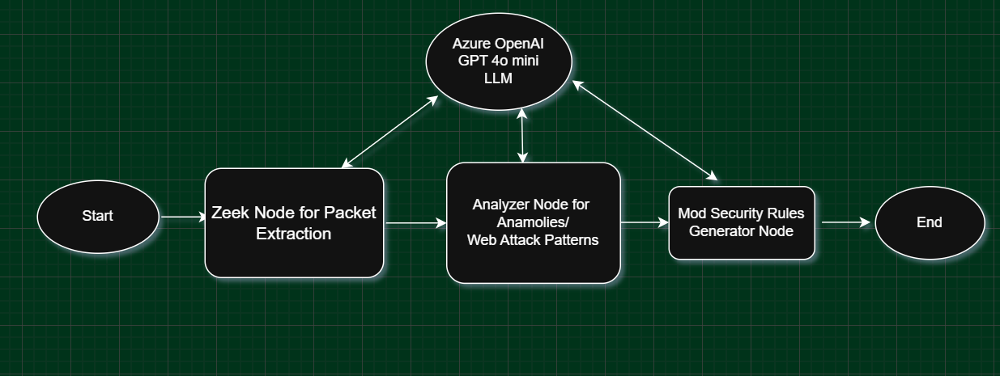 Azure OpenAI
GPT 4o mini
LLM
Start
Zeek Node for Packet
Extraction
Analyzer Node for
Anamolies/
Web Attack Patterns
Mod Security Rules
Generator Node
End